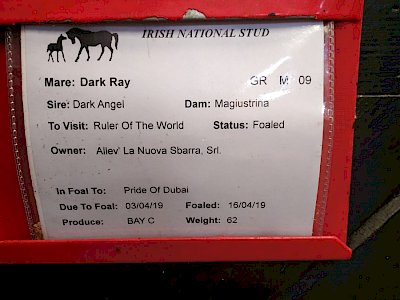 IRISH NATIONAL STUD
Mare: Dark Ray GR M 09
Sire: Dark Angel Dam: Magiustrina
To Visit: Ruler Of The World Status: Foaled
Owner: Allev' La Nuova Sbarra, Srl.
In Foal To: Pride Of Dubai
Due To Foal: 03/04/19 Foaled: 16/04/19
Produce: BAY C Weight: 62